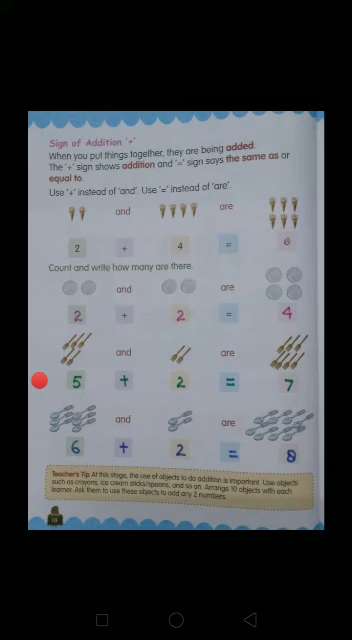 Sign of Addition '+'
When you put things together, they are being added.
The '+' sign shows addition and '=' sign says the same as or
equal to.
Use '+' instead of 'and'. Use '=' instead of 'are'.
and are
2 + 4 = 6
Count and write how many are there.
and are
2 + 2 = 4
and are
5 + 2 = 7
and are
6 + 2 = 8
Teacher's Tip At this stage, the use of objects to do addition is important. Use objects
such as crayons, ice cream sticks/spoons, and so on. Arrange 10 objects with each
learner. Ask them to use these objects to add any 2 numbers.